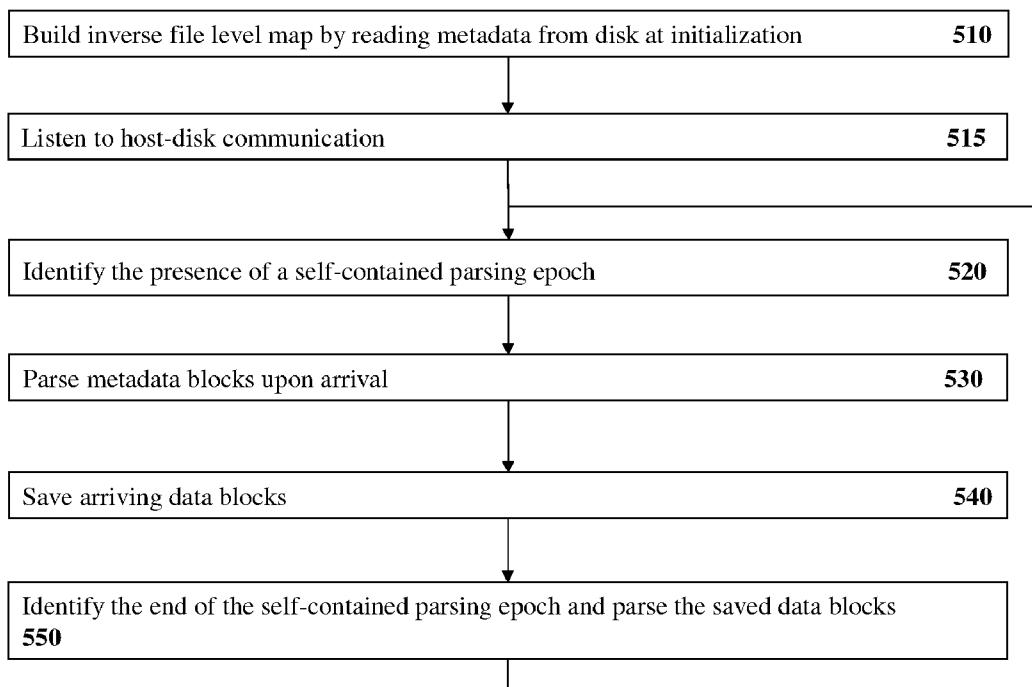 Build inverse file level map by reading metadata from disk at initialization 510
Listen to host-disk communication 515
Identify the presence of a self-contained parsing epoch 520
Parse metadata blocks upon arrival 530
Save arriving data blocks 540
Identify the end of the self-contained parsing epoch and parse the saved data blocks
550